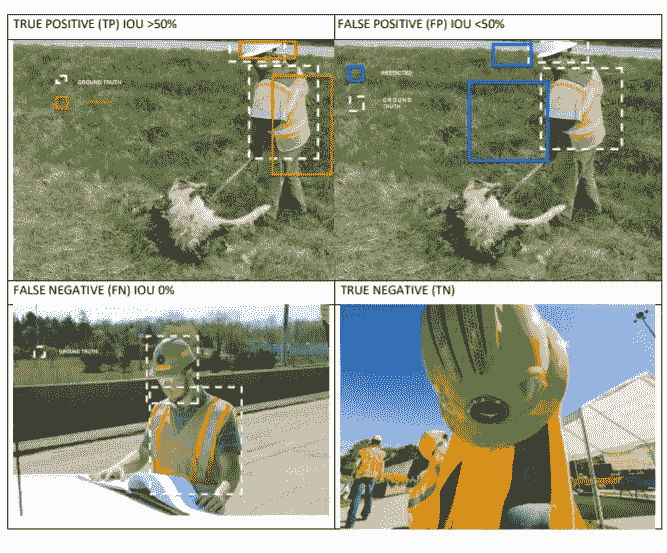 TRUE POSITIVE (TP) IOU >50%
FALSE POSITIVE (FP) IOU <50%
GROUND TRUTH
PREDICTED
GROUND
TRUTH
FALSE NEGATIVE (FN) IOU 0%
TRUE NEGATIVE (TN)
GROUND TRUTH